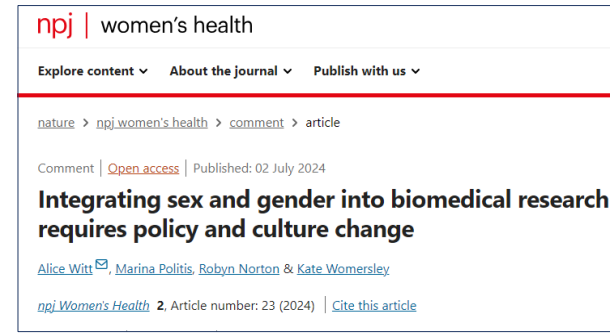 npj | women's health
Explore content About the journal Publish with us
nature > npj women's health > comment > article
Comment | Open access | Published: 02 July 2024
Integrating sex and gender into biomedical research
requires policy and culture change
Alice Witt, Marina Politis, Robyn Norton & Kate Womersley
npj Women's Health 2, Article number: 23 (2024) | Cite this article